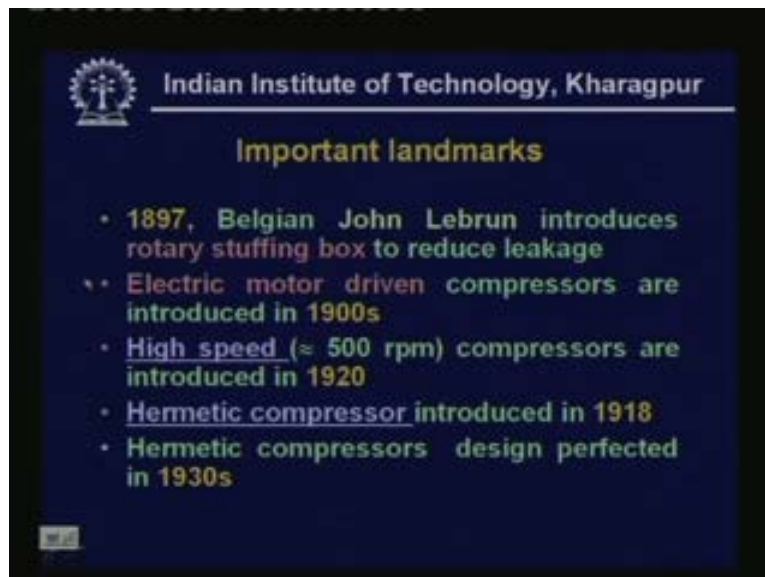 Indian Institute of Technology, Kharagpur
Important landmarks
• 1897, Belgian John Lebrun introduces
rotary stuffing box to reduce leakage
• Electric motor driven compressors are
introduced in 1900s
• High speed (≈ 500 rpm) compressors are
introduced in 1920
• Hermetic compressor introduced in 1918
• Hermetic compressors design perfected
in 1930s